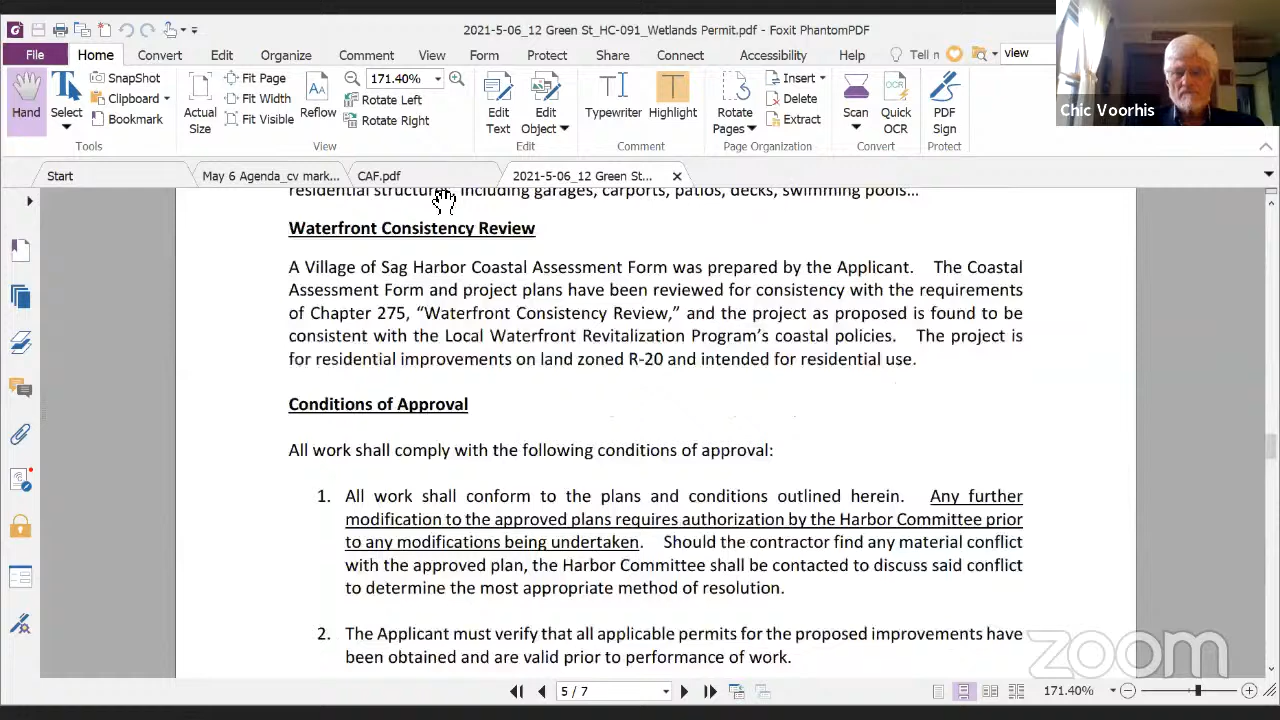 2021-5-06_12 Green St_HC-091_Wetlands Permit.pdf - Foxit PhantomPDF
File Home Convert Edit Organize Comment View Form Protect Share Connect Accessibility Help Tell n view
Chic Voorhis
Hand
Select
SnapShot
Clipboard
Bookmark
Tools
Actual Size
Fit Page
Fit Width
Fit Visible
Reflow
171.40%
Rotate Left
Rotate Right
View
Edit Text
Edit Object
Edit
Typewriter
Highlight
Comment
Rotate Pages
Insert
Delete
Extract
Page Organization
Scan
Quick OCR
Convert
PDF Sign
Protect
Start
May 6 Agenda_cv mark...
CAF.pdf
2021-5-06_12 Green St...
residential structures, including garages, carports, patios, decks, swimming pools…
Waterfront Consistency Review
A Village of Sag Harbor Coastal Assessment Form was prepared by the Applicant. The Coastal
Assessment Form and project plans have been reviewed for consistency with the requirements
of Chapter 275, “Waterfront Consistency Review,” and the project as proposed is found to be
consistent with the Local Waterfront Revitalization Program’s coastal policies. The project is
for residential improvements on land zoned R-20 and intended for residential use.
Conditions of Approval
All work shall comply with the following conditions of approval:
1. All work shall conform to the plans and conditions outlined herein. Any further
modification to the approved plans requires authorization by the Harbor Committee prior
to any modifications being undertaken. Should the contractor find any material conflict
with the approved plan, the Harbor Committee shall be contacted to discuss said conflict
to determine the most appropriate method of resolution.
2. The Applicant must verify that all applicable permits for the proposed improvements have
been obtained and are valid prior to performance of work.
zoom
5 / 7
171.40%